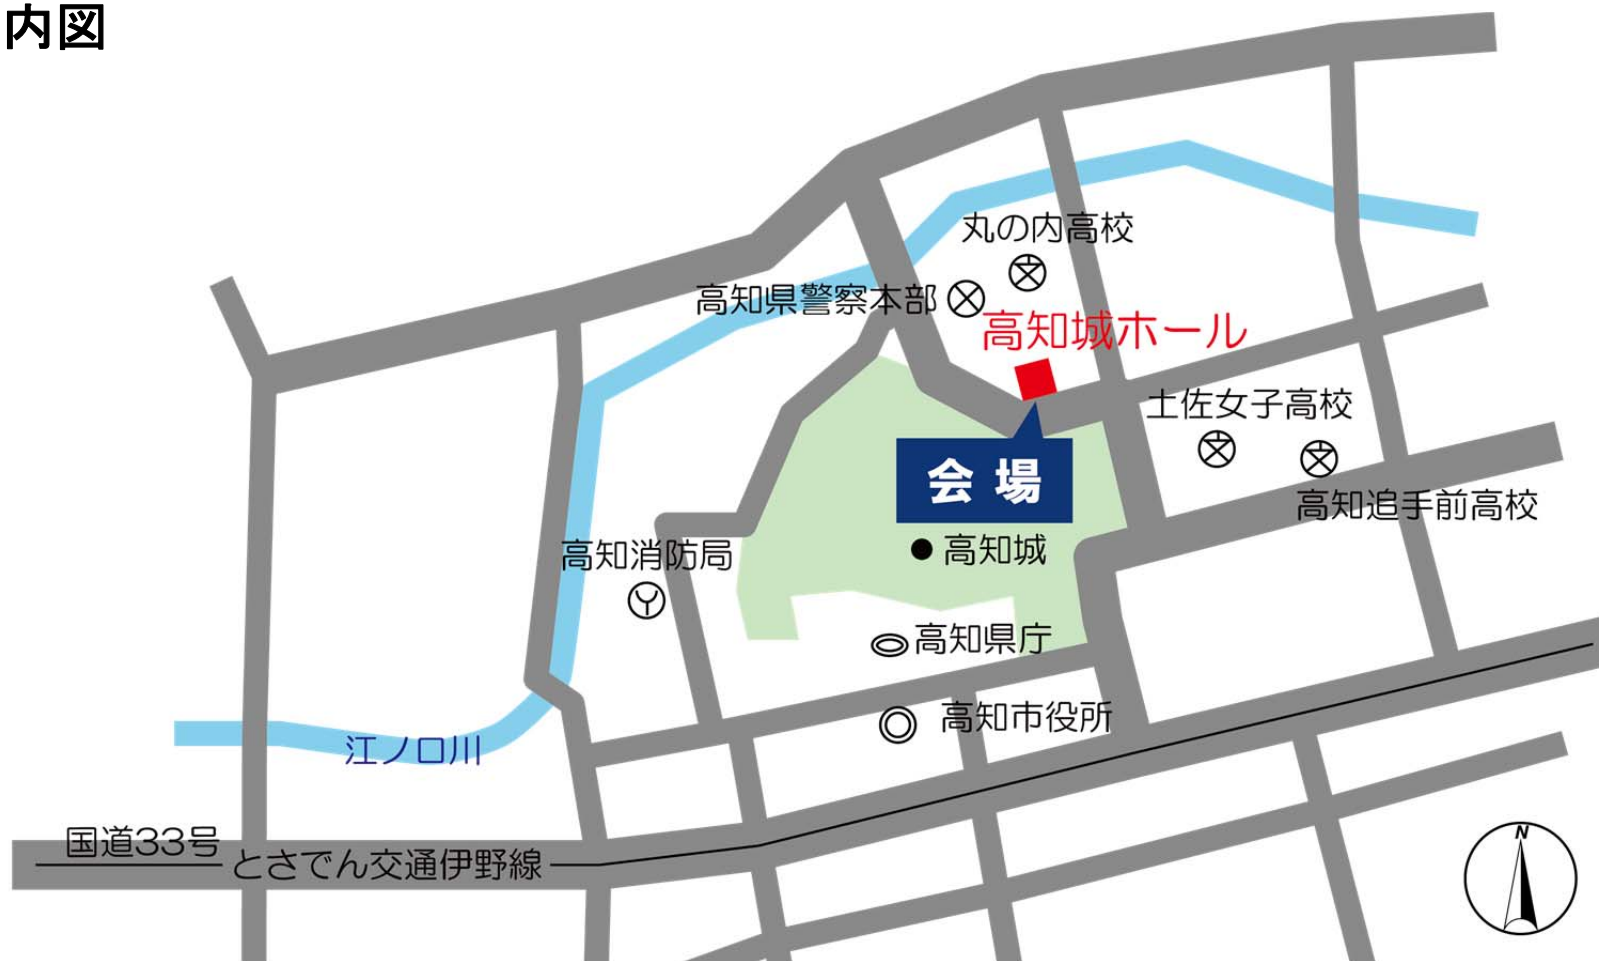 内図
丸の内高校
高知県警察本部
高知城ホール
土佐女子高校
会場
高知追手前高校
高知城
高知消防局
高知県庁
高知市役所
江ノ口川
国道33号
とさでん交通伊野線
N